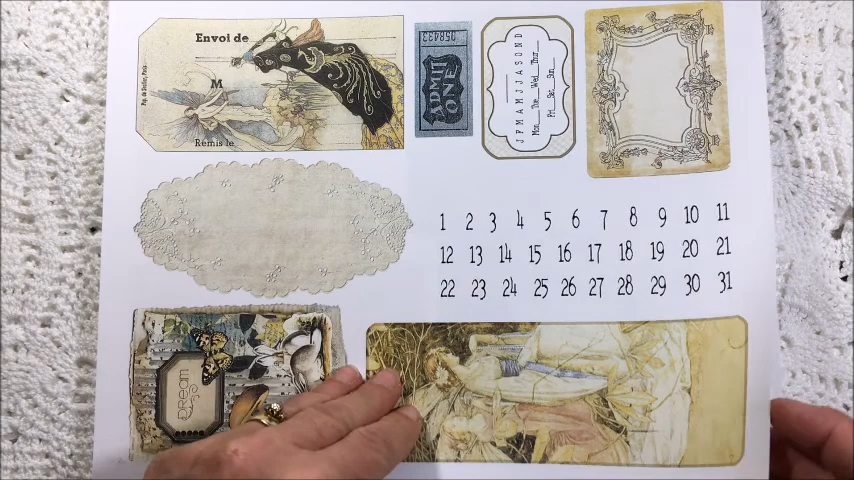 Envoi de
M
Remis le
958433
ADMIT
ONE
J F M A M J J A S O N D
Mon Tue Wed Thur
Fri Sat Sun
1 2 3 4 5 6 7 8 9 10 11
12 13 14 15 16 17 18 19 20 21
22 23 24 25 26 27 28 29 30 31
DREAM